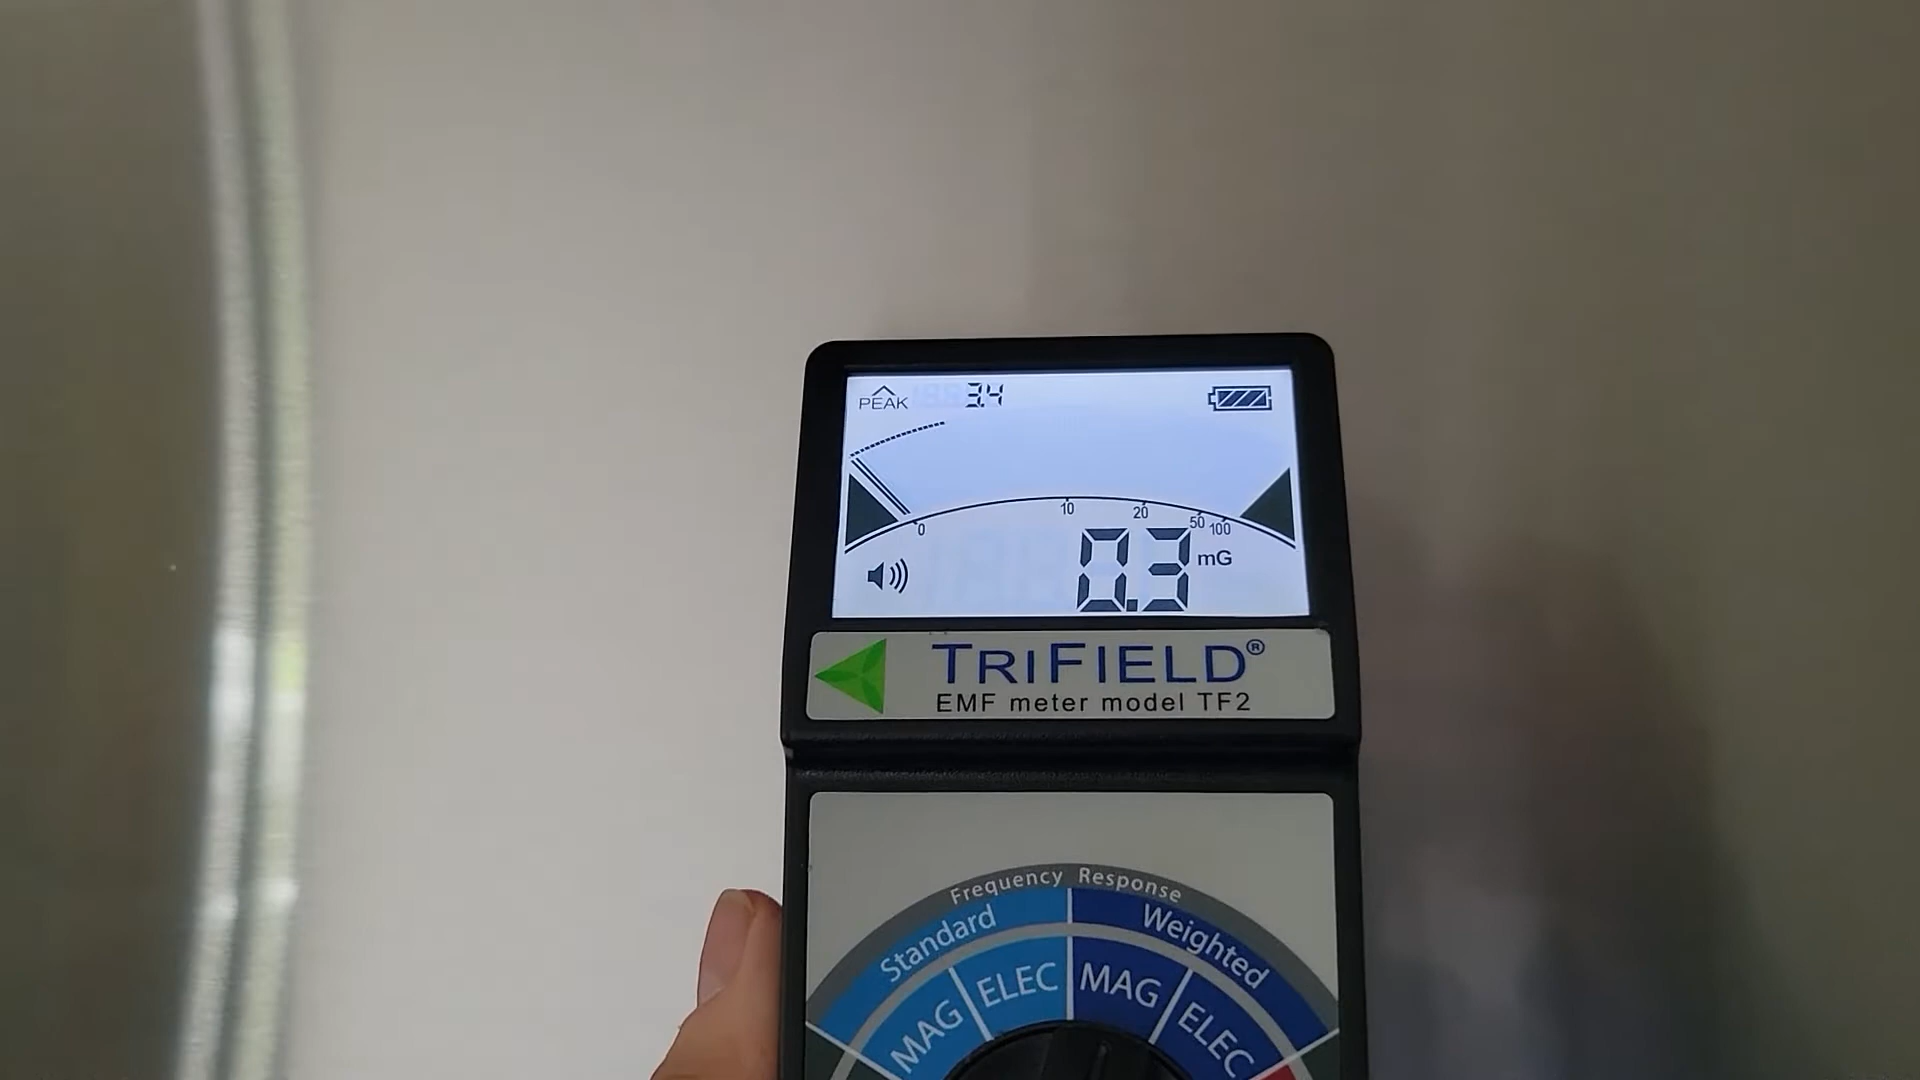 PEAK 3.4
0 10 20 50 100
0.3 mG
TRIFIELD®
EMF meter model TF2
Frequency Response
Standard Weighted
MAG ELEC MAG ELEC